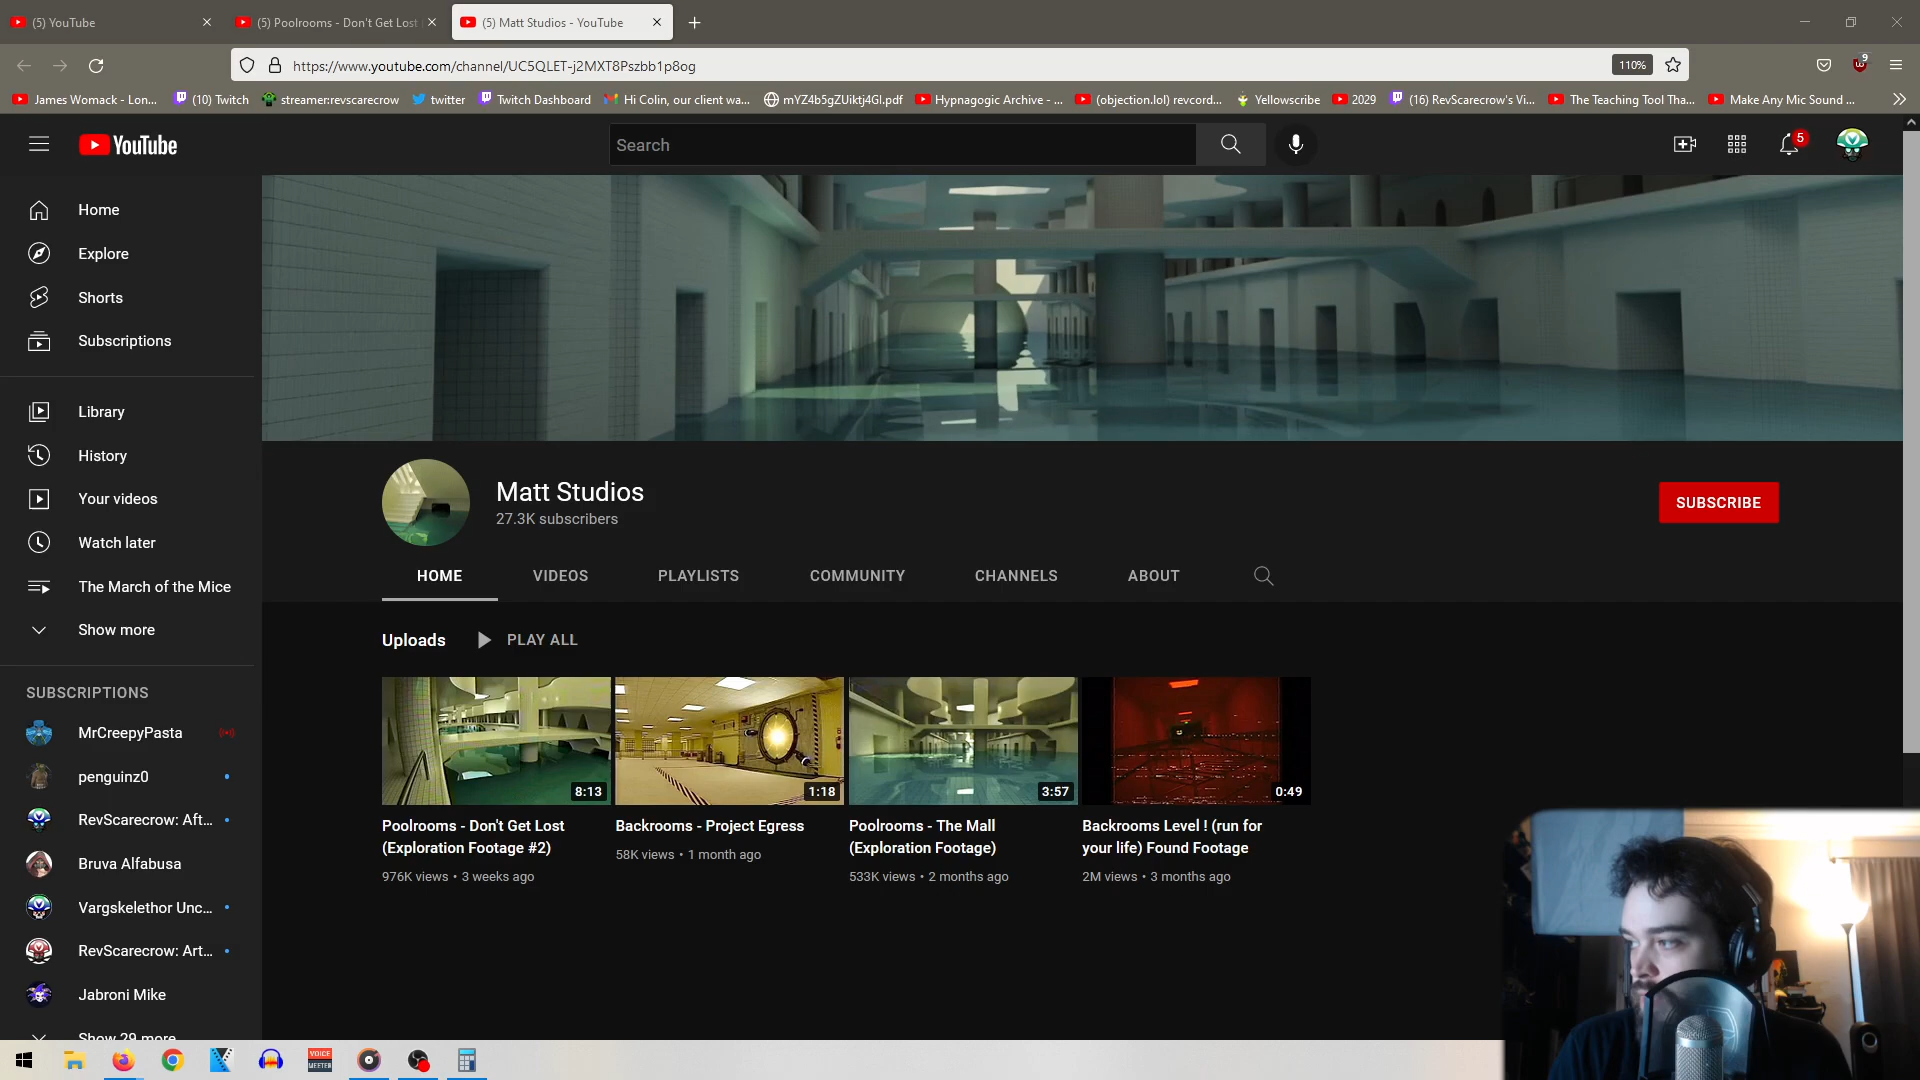 (5) YouTube
(5) Poolrooms - Don't Get Lost
(5) Matt Studios - YouTube
https://www.youtube.com/channel/UC5QLET-j2MXT8Pszbb1p8og
110%
9
James Womack - Lon...
(10) Twitch
streamer:revscarecrow
twitter
Twitch Dashboard
Hi Colin, our client wa...
mYZ4b5gZUiktj4GI.pdf
Hypnagogic Archive - ...
(objection.lol) revcord...
Yellowscribe
2029
(16) RevScarecrow's Vi...
The Teaching Tool Tha...
Make Any Mic Sound ...
YouTube
Search
5
Home
Explore
Shorts
Subscriptions
Library
History
Your videos
Watch later
The March of the Mice
Show more
SUBSCRIPTIONS
MrCreepyPasta
penguinz0
RevScarecrow: Aft...
Bruva Alfabusa
Vargskelethor Unc...
RevScarecrow: Art...
Jabroni Mike
Show 29 more
Matt Studios
27.3K subscribers
SUBSCRIBE
HOME
VIDEOS
PLAYLISTS
COMMUNITY
CHANNELS
ABOUT
Uploads
PLAY ALL
8:13
1:18
3:57
0:49
Poolrooms - Don't Get Lost
(Exploration Footage #2)
976K views • 3 weeks ago
Backrooms - Project Egress
58K views • 1 month ago
Poolrooms - The Mall
(Exploration Footage)
533K views • 2 months ago
Backrooms Level ! (run for
your life) Found Footage
2M views • 3 months ago
VOICE
MEETER